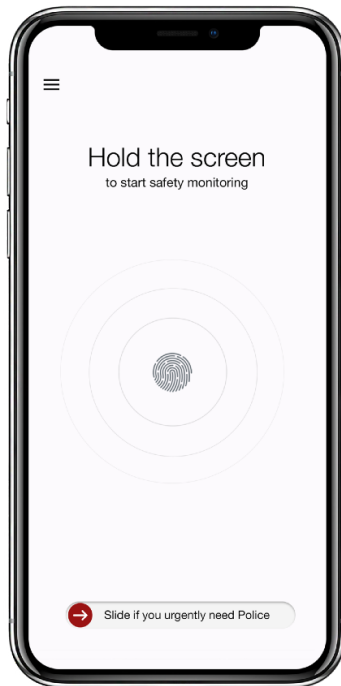 Hold the screen
to start safety monitoring
Slide if you urgently need Police